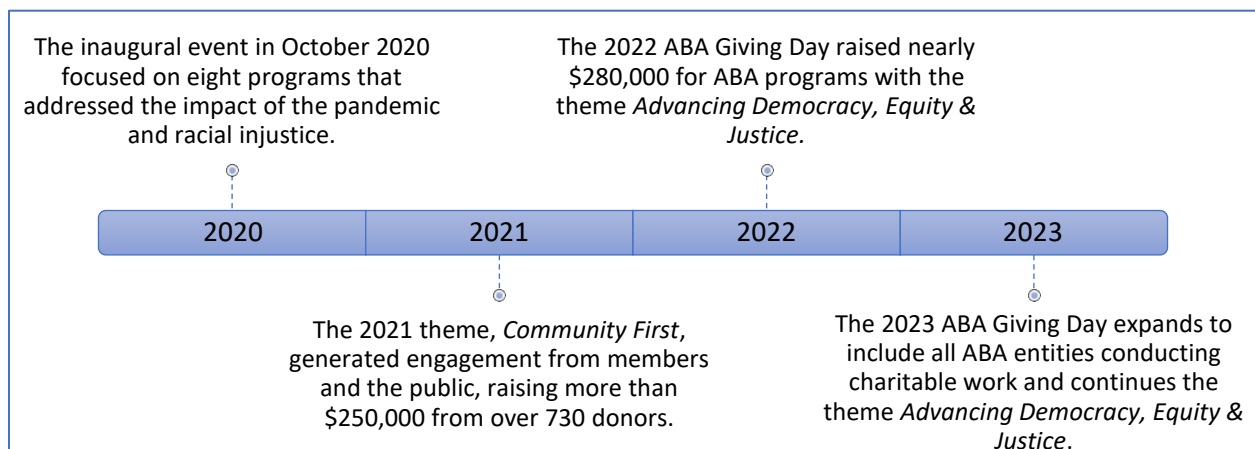 The inaugural event in October 2020
focused on eight programs that
addressed the impact of the pandemic
and racial injustice.
The 2022 ABA Giving Day raised nearly
$280,000 for ABA programs with the
theme Advancing Democracy, Equity &
Justice.
2020
2021
2022
2023
The 2021 theme, Community First,
generated engagement from members
and the public, raising more than
$250,000 from over 730 donors.
The 2023 ABA Giving Day expands to
include all ABA entities conducting
charitable work and continues the
theme Advancing Democracy, Equity &
Justice.